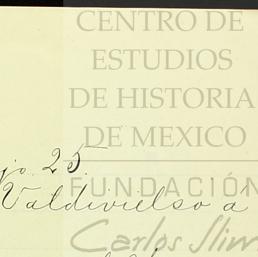 CENTRO DE
ESTUDIOS
DE HISTORIA
DE MEXICO
jo 25.
FUNDACIÓN
Valdivielso á
Carlos Slim